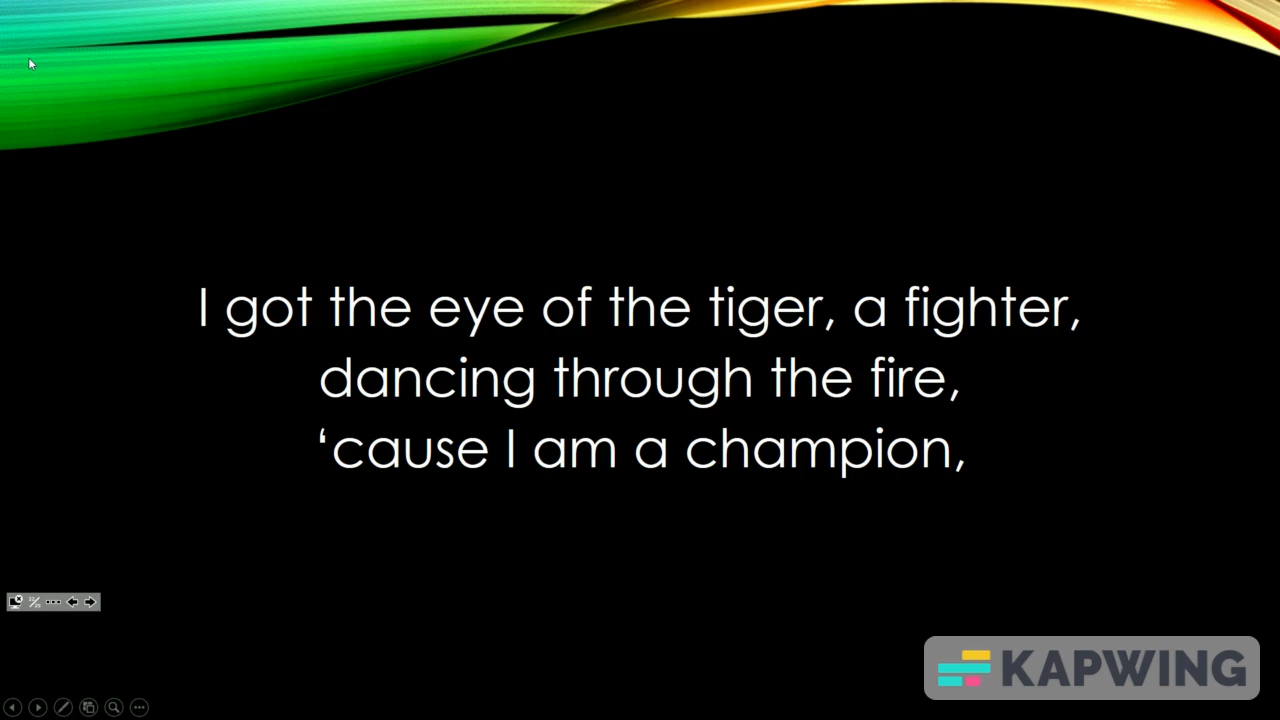 I got the eye of the tiger, a fighter,
dancing through the fire,
‘cause I am a champion,
KAPWING